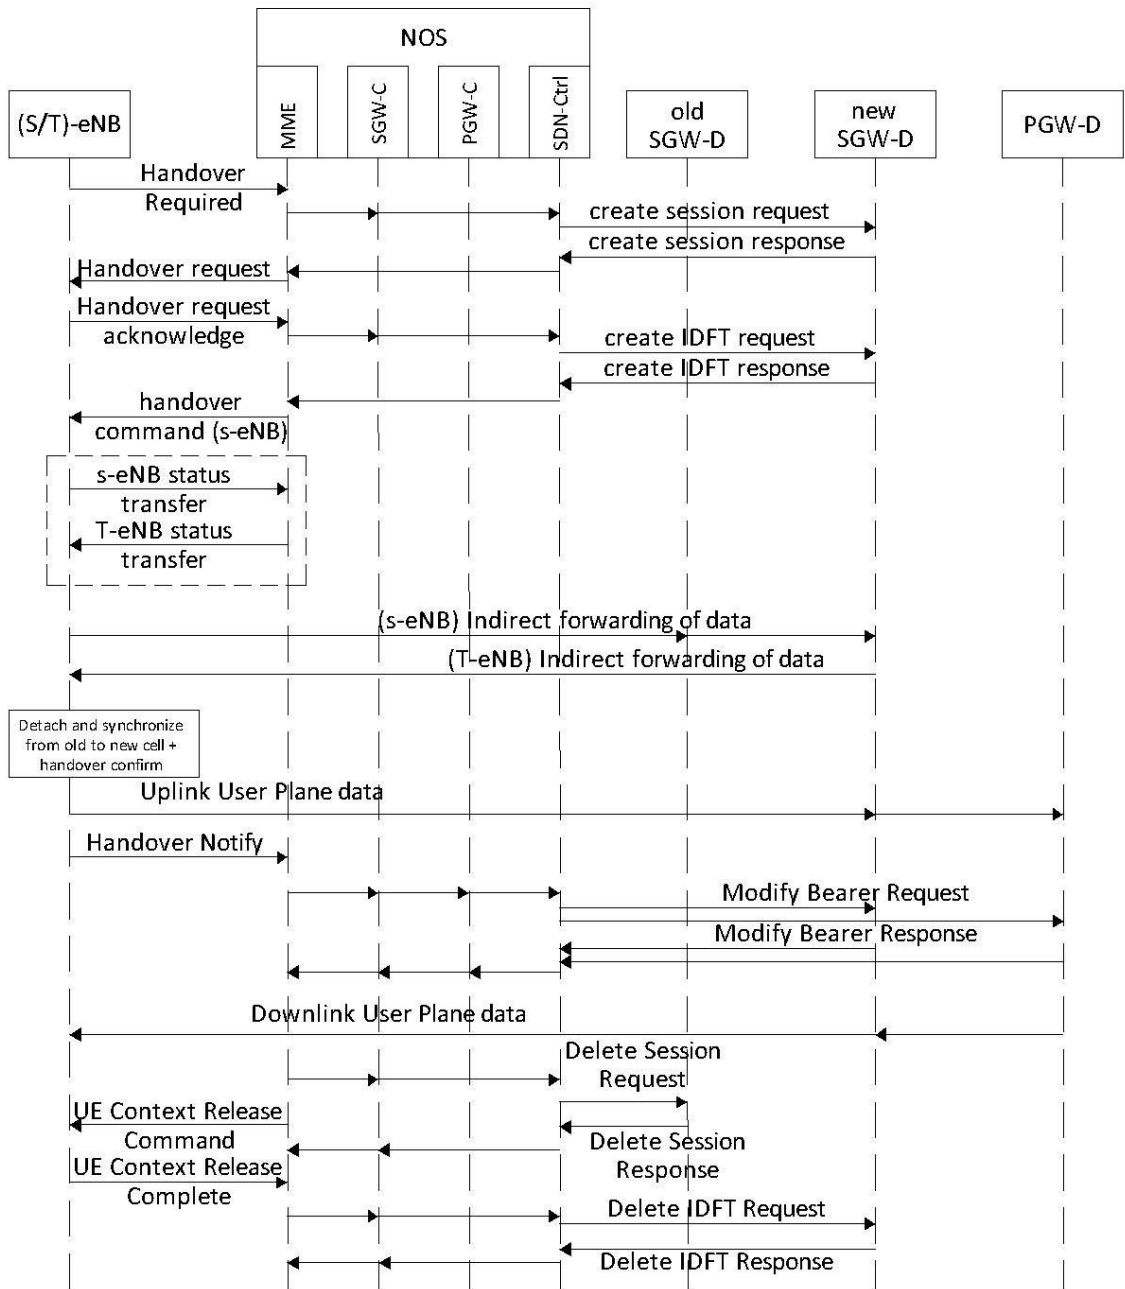 NOS
(S/T)-eNB
MME
SGW-C
PGW-C
SDN-Ctrl
old
SGW-D
new
SGW-D
PGW-D
Handover
Required
create session request
create session response
Handover request
Handover request
acknowledge
create IDFT request
create IDFT response
handover
command (s-eNB)
s-eNB status
transfer
T-eNB status
transfer
(s-eNB) Indirect forwarding of data
(T-eNB) Indirect forwarding of data
Detach and synchronize
from old to new cell +
handover confirm
Uplink User Plane data
Handover Notify
Modify Bearer Request
Modify Bearer Response
Downlink User Plane data
Delete Session
Request
UE Context Release
Command
Delete Session
Response
UE Context Release
Complete
Delete IDFT Request
Delete IDFT Response